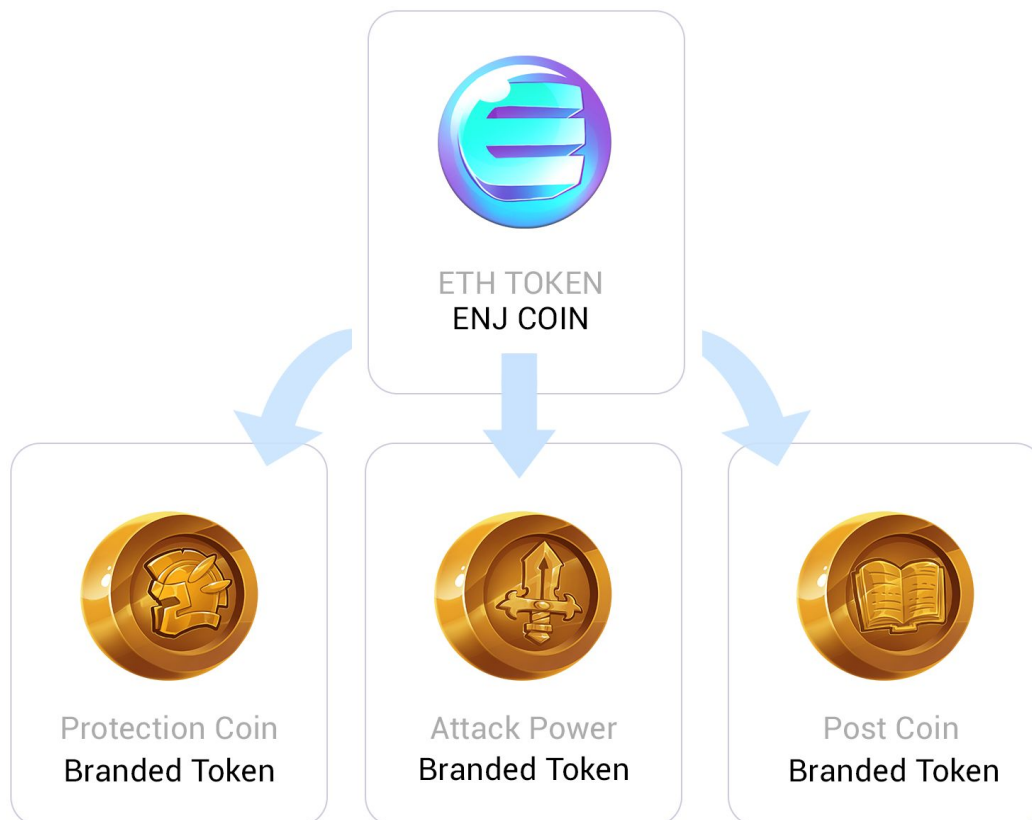 ETH TOKEN
ENJ COIN
Protection Coin
Branded Token
Attack Power
Branded Token
Post Coin
Branded Token